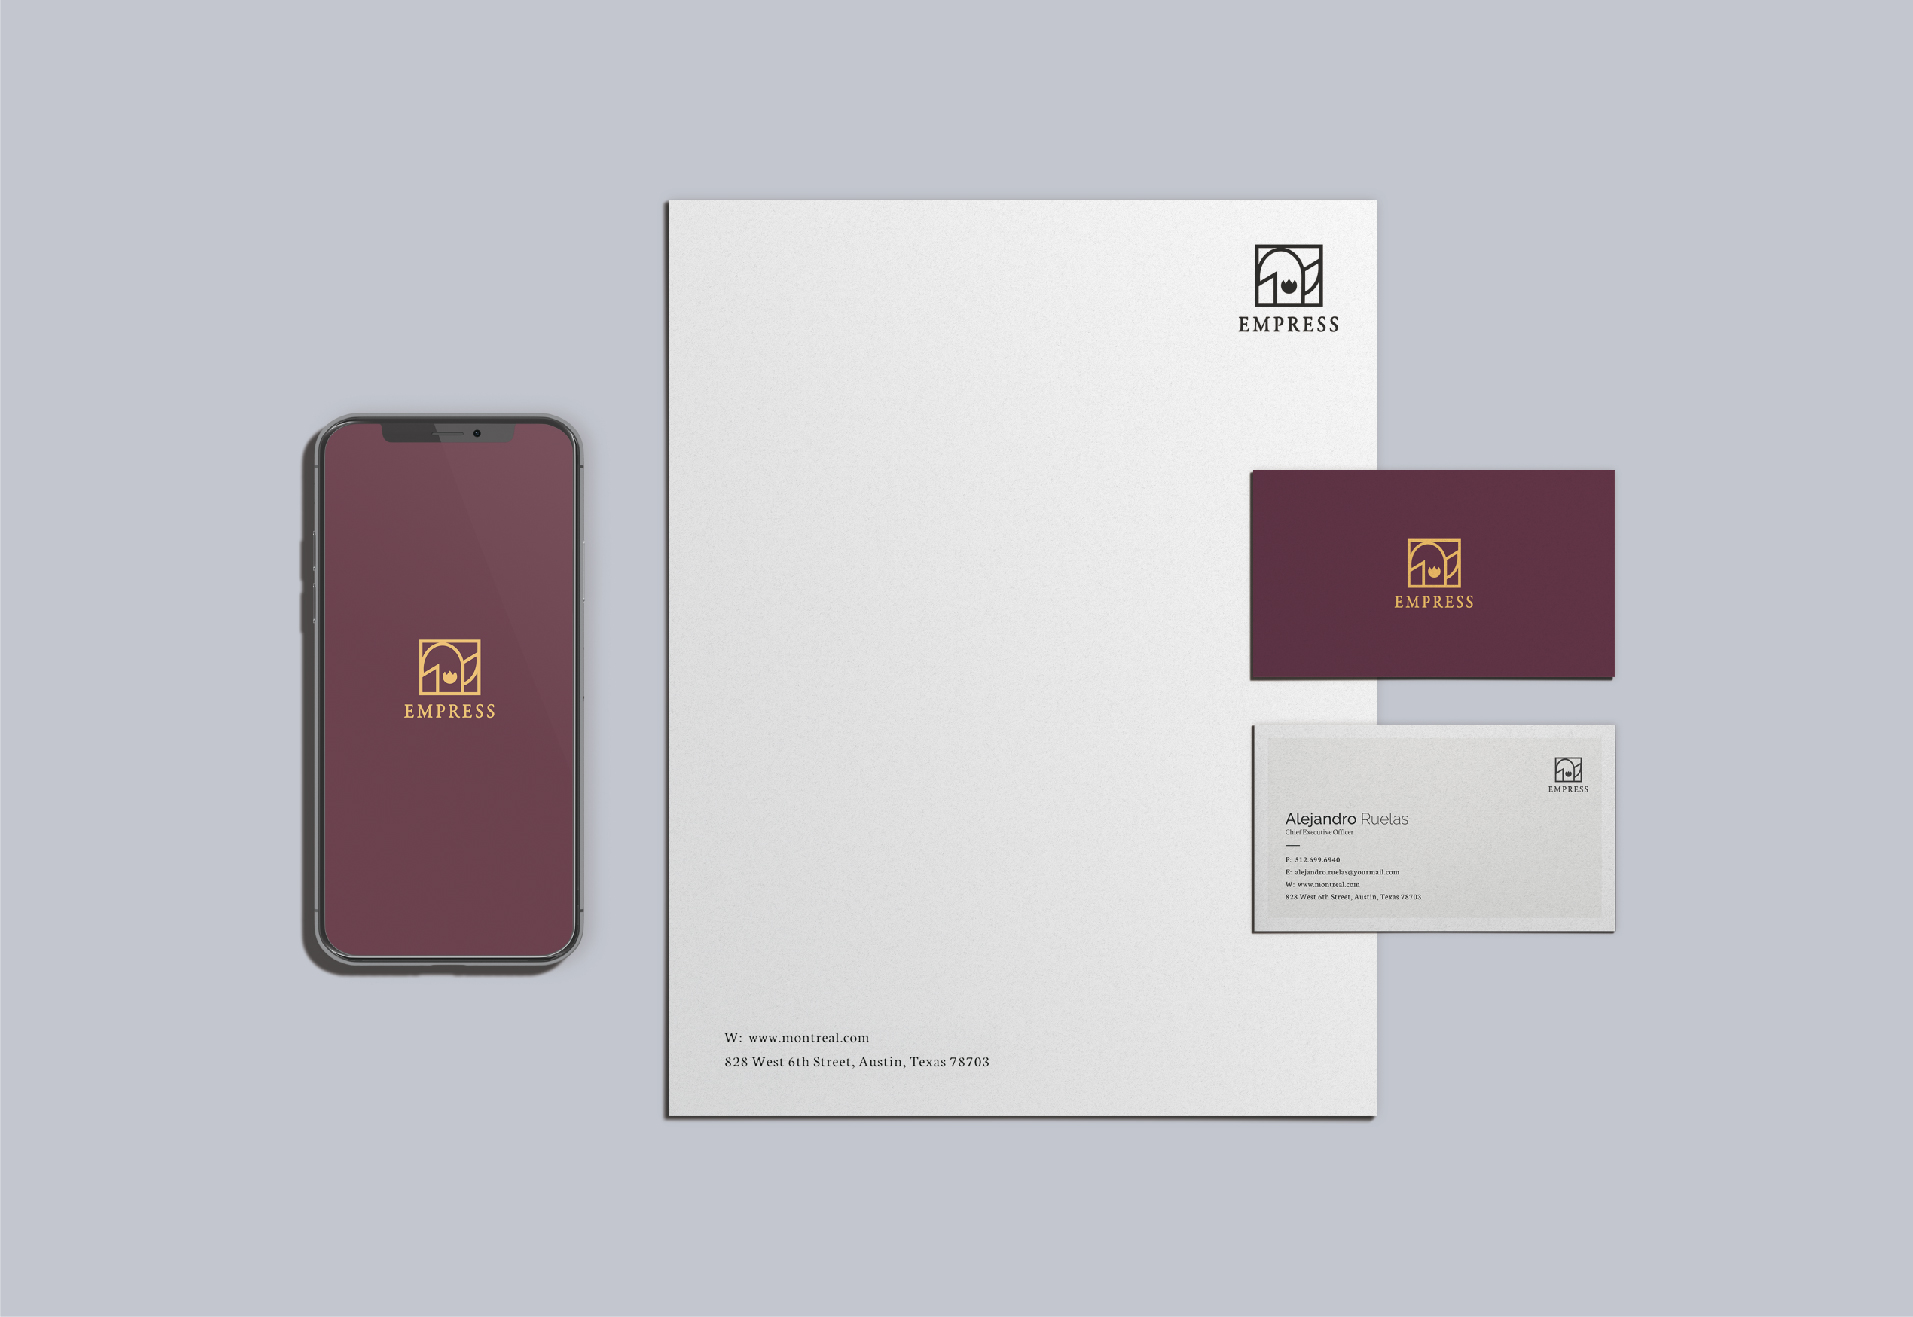 EMPRESS
EMPRESS
W: www.montreal.com
828 West 6th Street, Austin, Texas 78703
EMPRESS
EMPRESS
Alejandro Ruelas
Chief Executive Officer
P: 512.699.6940
E: alejandro.ruelas@yourmail.com
W: www.montreal.com
828 West 6th Street, Austin, Texas 78703